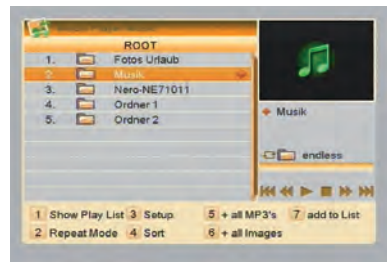 ROOT
1. Fotos Urlaub
2. Musik
3. Nero-NE71011
4. Ordner 1
5. Ordner 2
Musik
endless
1 Show Play List 3 Setup 5 + all MP3's 7 add to List
2 Repeat Mode 4 Sort 6 + all Images